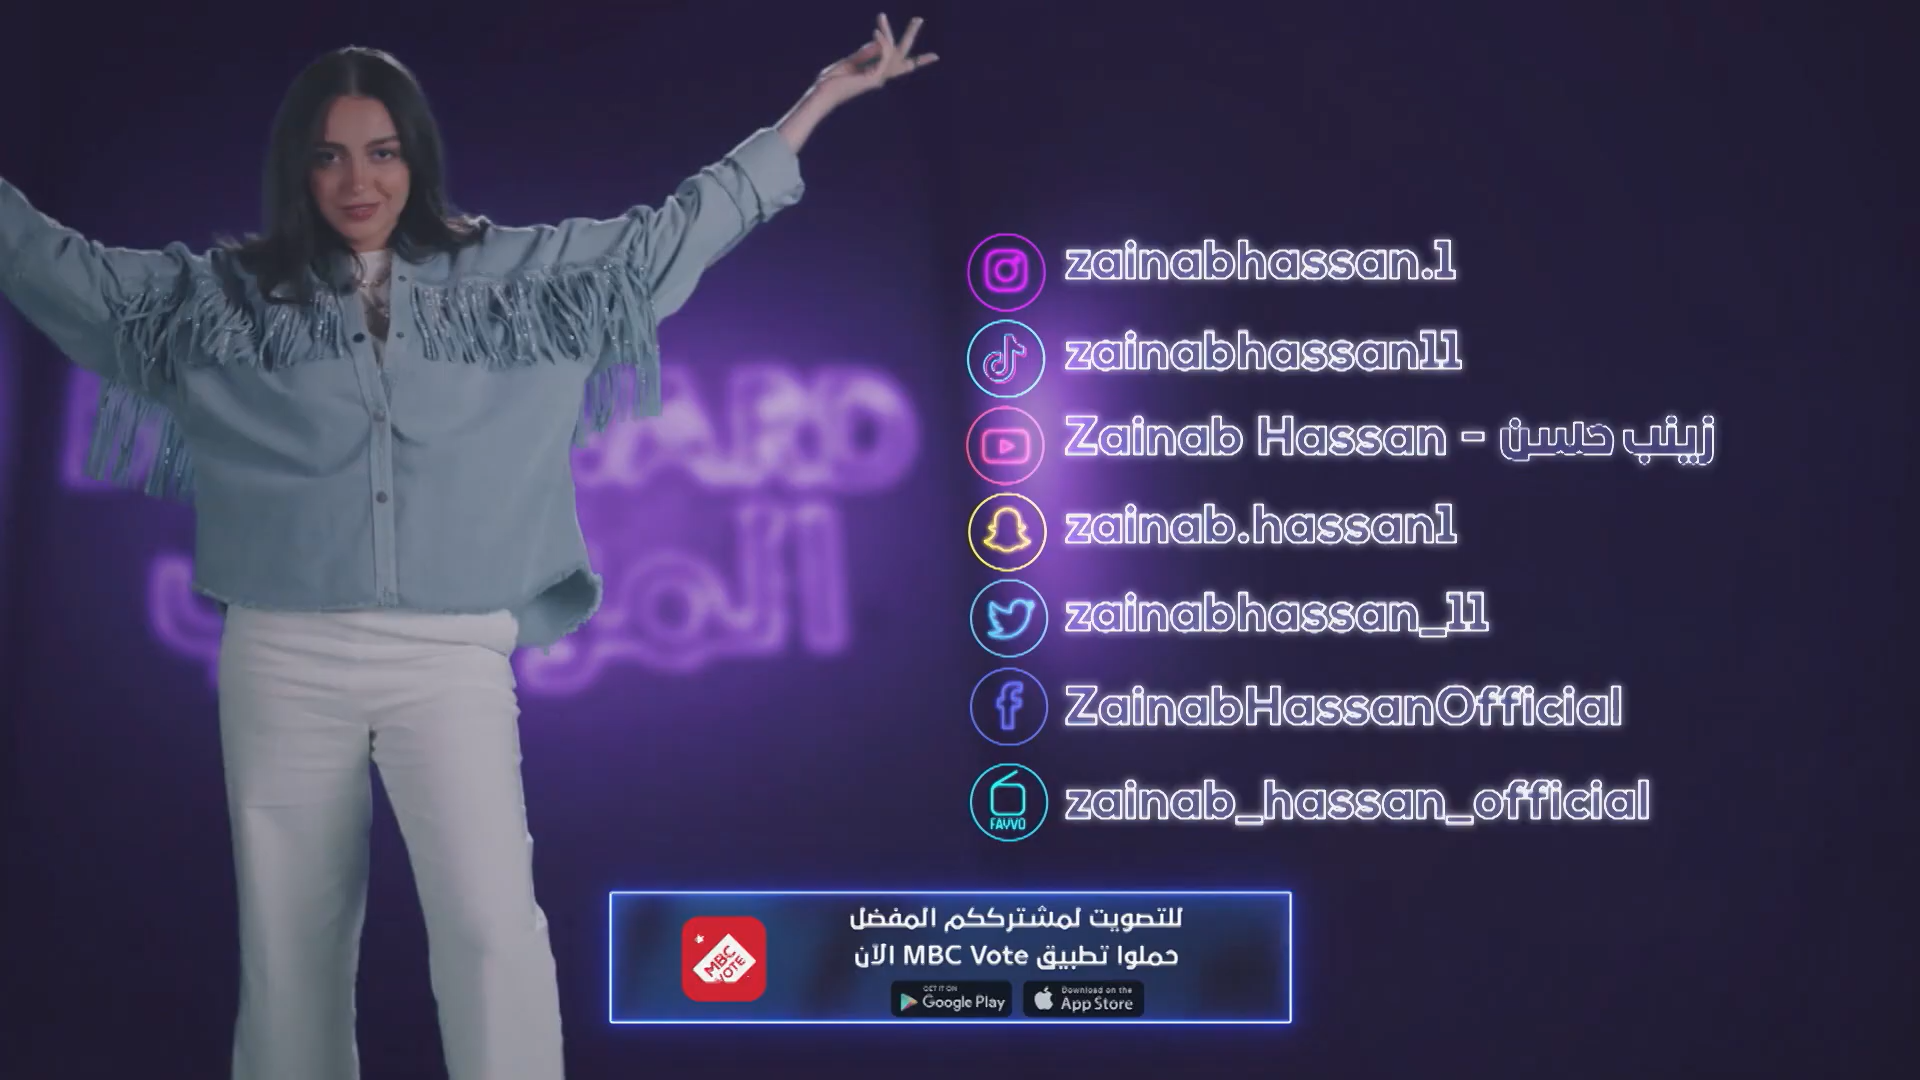 zainabhassan.1
zainabhassan11
Zainab Hassan - زينب حسن
zainab.hassan1
zainabhassan_11
ZainabHassanOfficial
FAVVO
zainab_hassan_official
للتصويت لمشترككم المفضل
حملوا تطبيق MBC Vote الآن
MBC
VOTE
GET IT ON
Google Play
Download on the
App Store